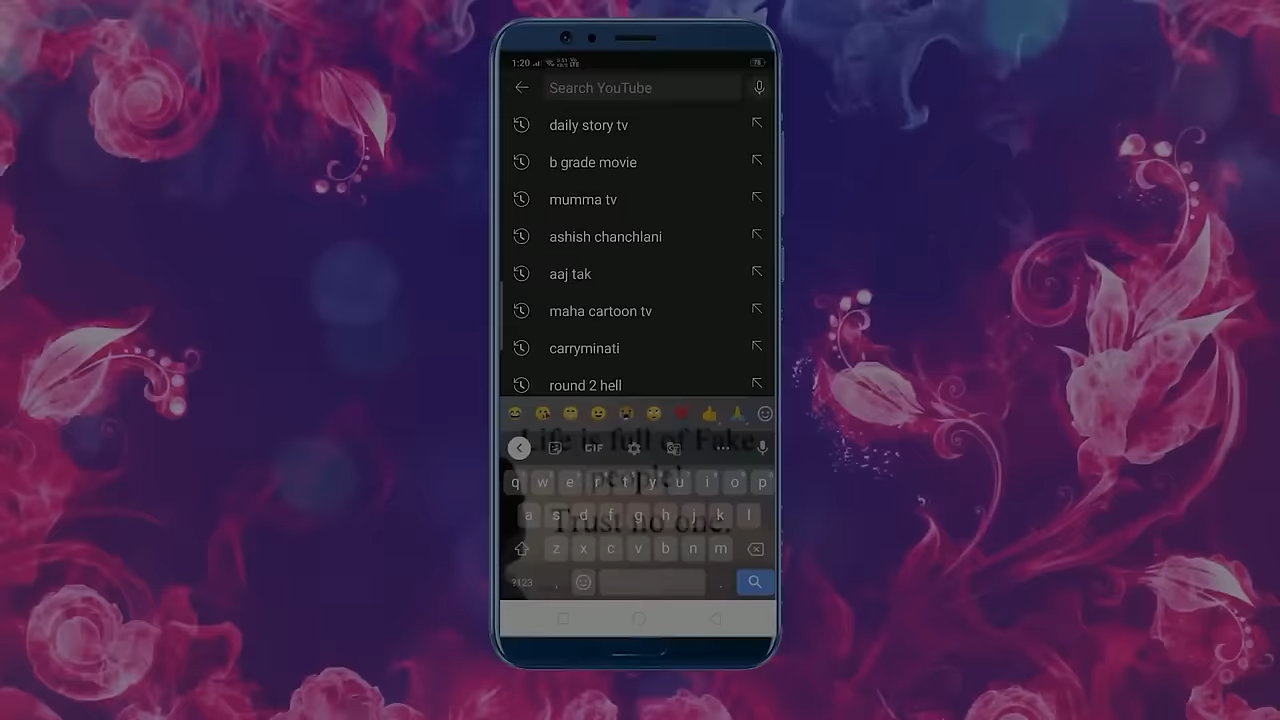 1:20
78
Search YouTube
daily story tv
b grade movie
mumma tv
ashish chanchlani
aaj tak
maha cartoon tv
carryminati
round 2 hell
Life is full of Fake
people!
Trust no one.
GIF
q w e r t y u i o p
a s d f g h j k l
z x c v b n m
?123 , .